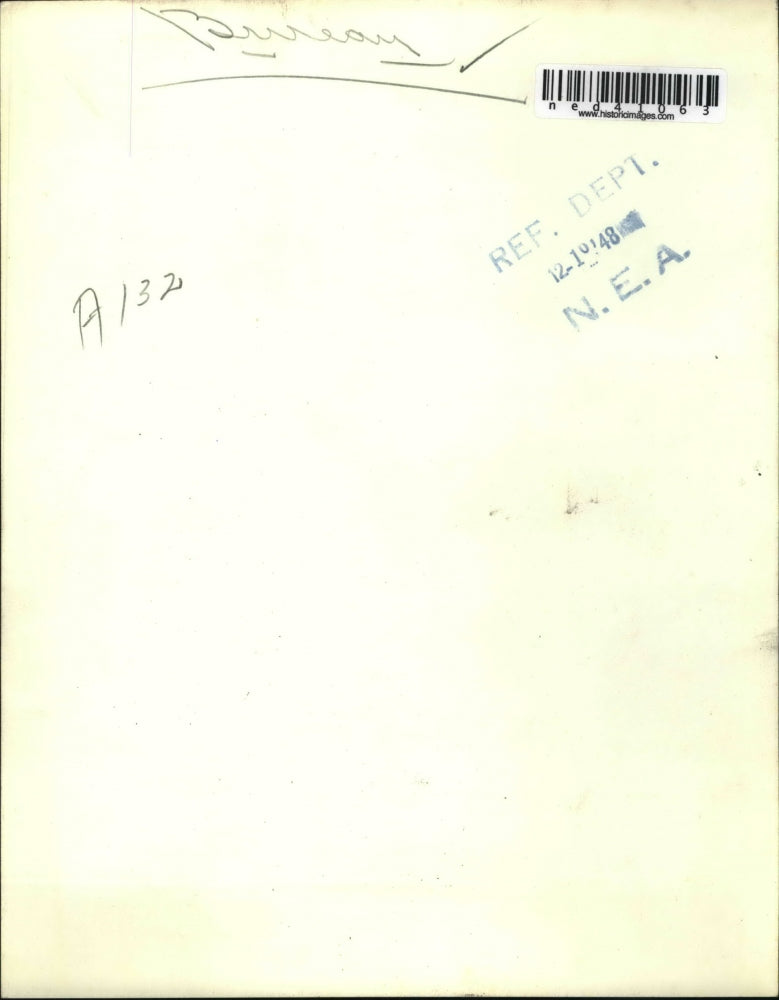 Bureau
ned41063
www.historicimages.com
REF. DEPT.
12-10-'48
N. E. A.
A132